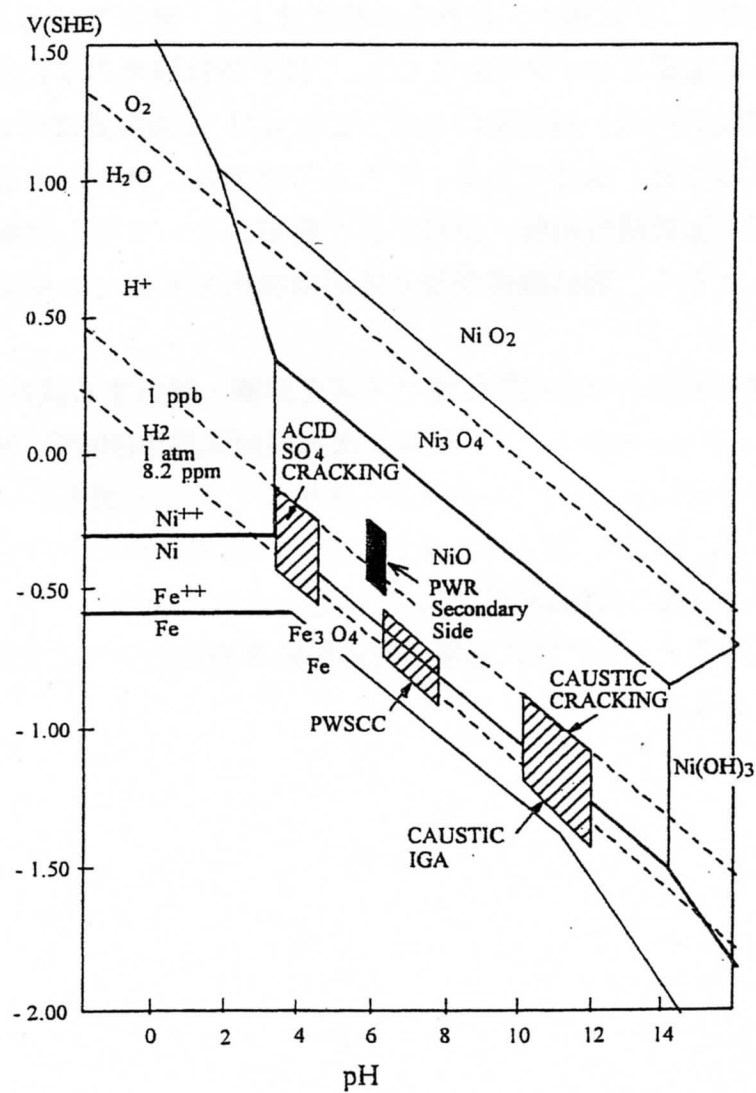 V(SHE)
1.50
1.00
0.50
0.00
- 0.50
- 1.00
- 1.50
- 2.00
O2
H2 O
H+
1 ppb
H2
1 atm
8.2 ppm
ACID
SO4
CRACKING
Ni O2
Ni3 O4
Ni++
Ni
Fe++
Fe
NiO
PWR
Secondary
Side
Fe3 O4
Fe
PWSCC
CAUSTIC
CRACKING
Ni(OH)3
CAUSTIC
IGA
0 2 4 6 8 10 12 14
pH